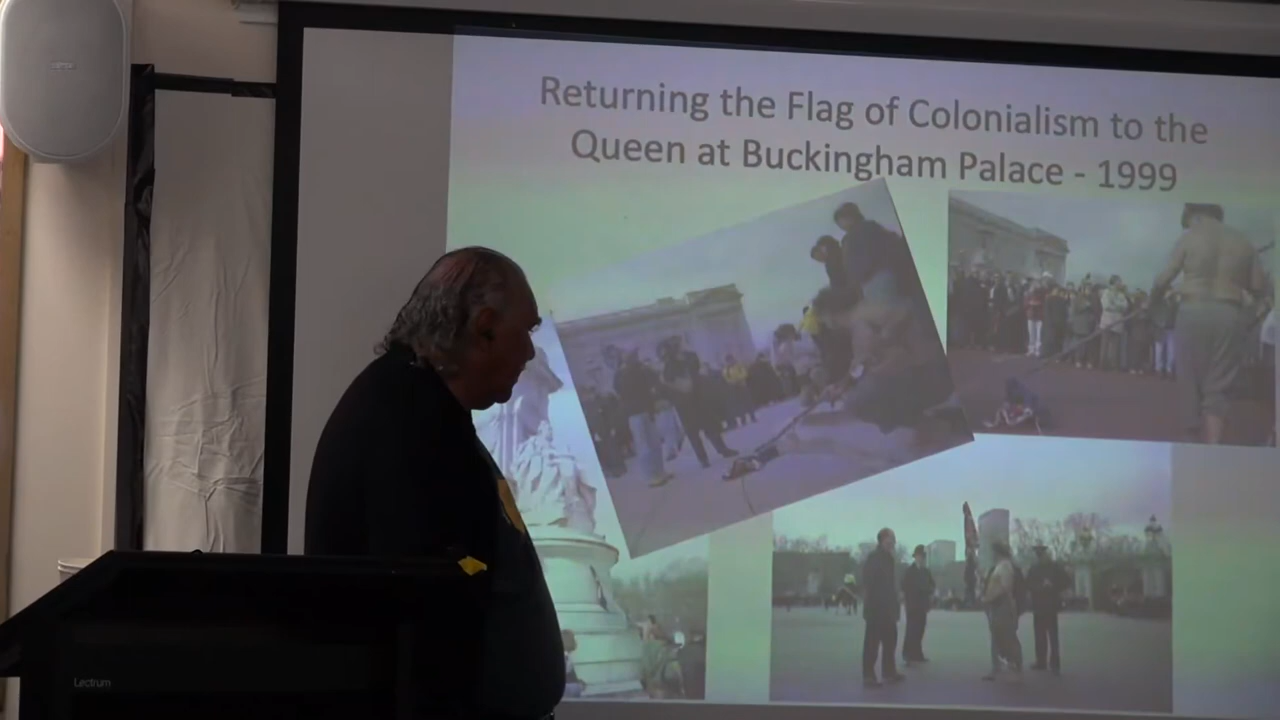 Returning the Flag of Colonialism to the
Queen at Buckingham Palace - 1999
Lectrum